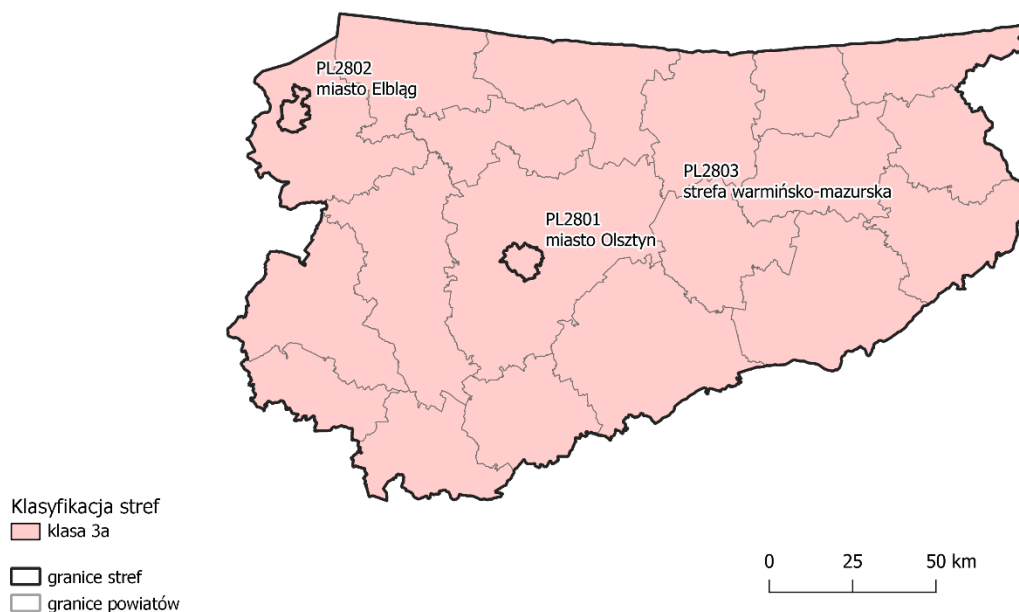 PL2802
miasto Elbląg
PL2803
strefa warmińsko-mazurska
PL2801
miasto Olsztyn
Klasyfikacja stref
klasa 3a
granice stref
granice powiatów
0 25 50 km